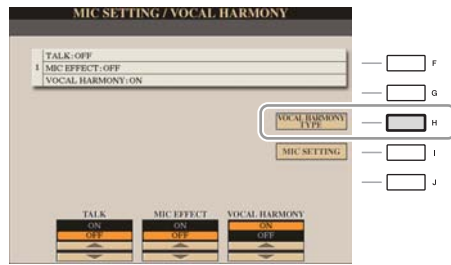 MIC SETTING / VOCAL HARMONY
TALK:OFF
1 MIC EFFECT:OFF
VOCAL HARMONY:ON
F
G
VOCAL HARMONY
TYPE
H
MIC SETTING
I
J
TALK MIC EFFECT VOCAL HARMONY
ON ON ON
OFF OFF OFF